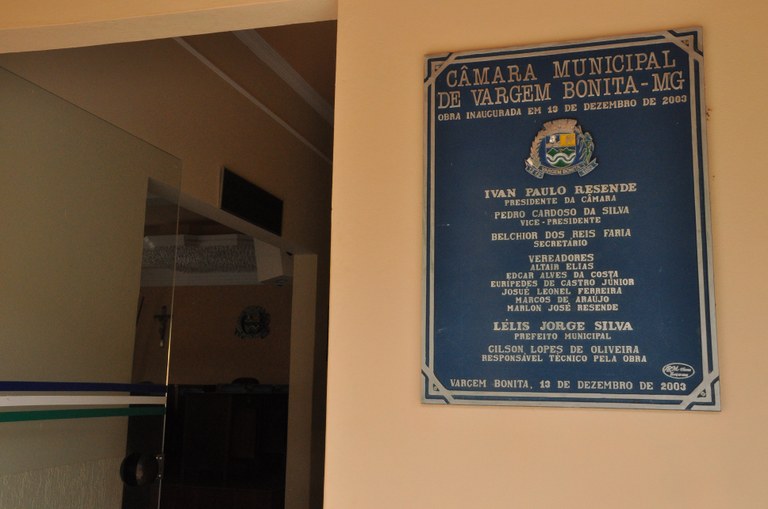 CÂMARA MUNICIPAL
DE VARGEM BONITA-MG
OBRA INAUGURADA EM 13 DE DEZEMBRO DE 2003
VARGEM BONITA
IVAN PAULO RESENDE
PRESIDENTE DA CÂMARA
PEDRO CARDOSO DA SILVA
VICE-PRESIDENTE
BELCHIOR DOS REIS FARIA
SECRETÁRIO
VEREADORES
ALTAIR ELIAS
EDGAR ALVES DA COSTA
EURÍPEDES DE CASTRO JÚNIOR
JOSUÉ LEONEL FERREIRA
MARCOS DE ARAÚJO
MARLON JOSÉ RESENDE
LÉLIS JORGE SILVA
PREFEITO MUNICIPAL
GILSON LOPES DE OLIVEIRA
RESPONSÁVEL TÉCNICO PELA OBRA
VARGEM BONITA, 13 DE DEZEMBRO DE 2003